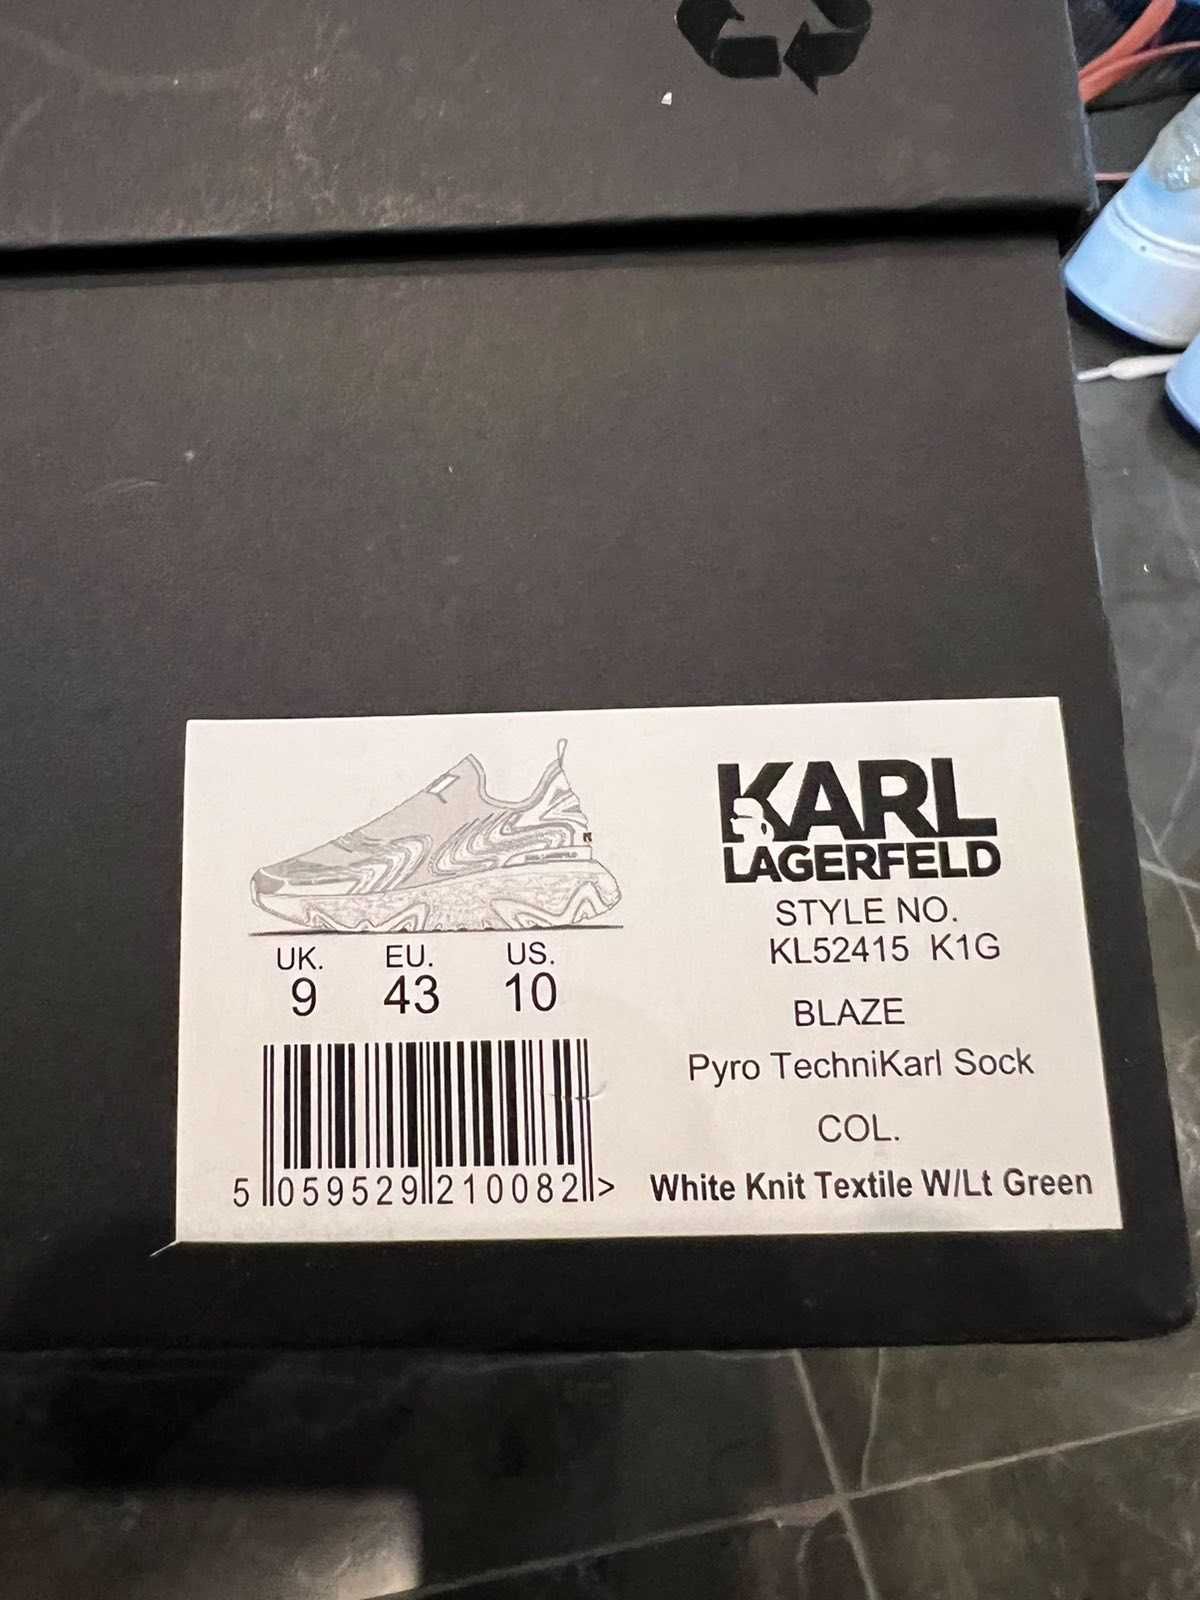 UK. EU. US.
9 43 10
5 059529 210082 >
KARL
LAGERFELD
STYLE NO.
KL52415 K1G
BLAZE
Pyro TechniKarl Sock
COL.
White Knit Textile W/Lt Green